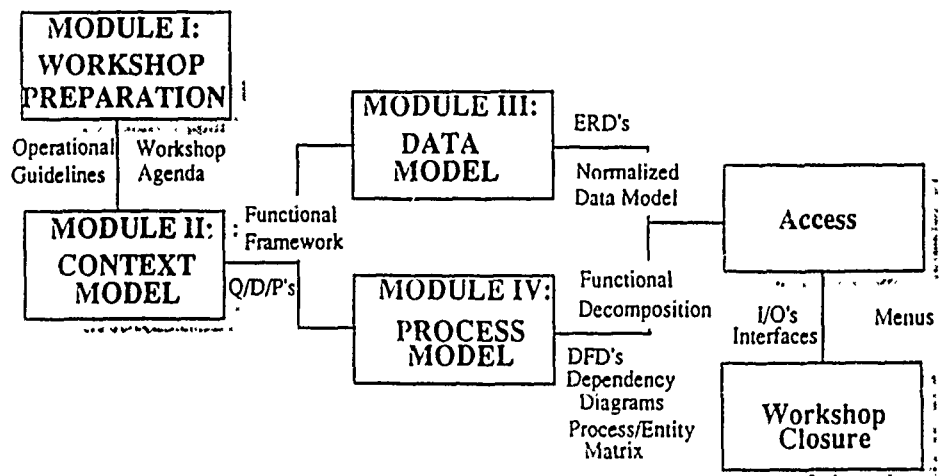 MODULE I:
WORKSHOP
PREPARATION
Operational
Guidelines
Workshop
Agenda
MODULE II:
CONTEXT
MODEL
Functional
Framework
Q/D/P's
MODULE III:
DATA
MODEL
ERD's
Normalized
Data Model
MODULE IV:
PROCESS
MODEL
Functional
Decomposition
DFD's
Dependency
Diagrams
Process/Entity
Matrix
Access
I/O's
Interfaces
Menus
Workshop
Closure